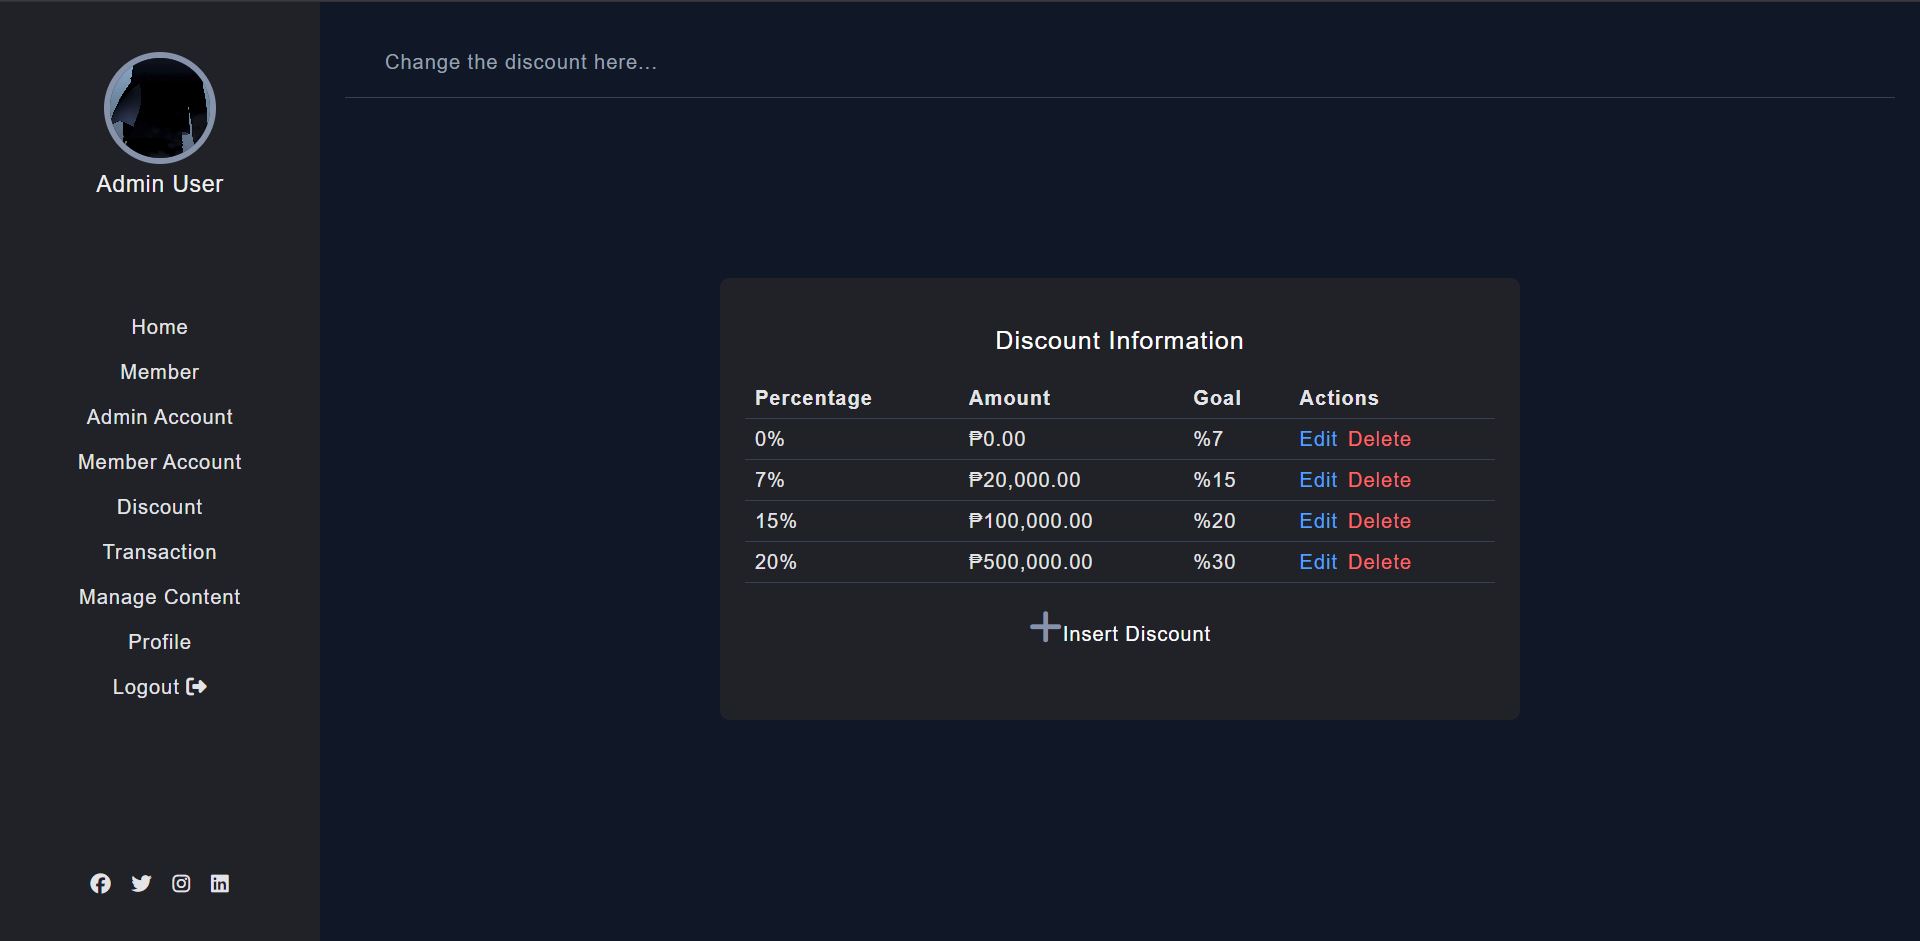 Admin User
Home
Member
Admin Account
Member Account
Discount
Transaction
Manage Content
Profile
Logout
Change the discount here...
Discount Information
Percentage Amount Goal Actions
0% ₱0.00 %7 Edit Delete
7% ₱20,000.00 %15 Edit Delete
15% ₱100,000.00 %20 Edit Delete
20% ₱500,000.00 %30 Edit Delete
Insert Discount